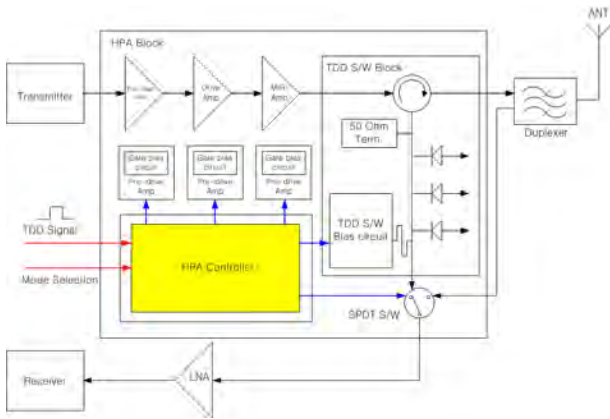 ANT
HPA Block
TDD S/W Block
Transmitter
Drive
Amp.
Main
Amp.
Duplexer
50 Ohm
Term.
Gate bias
circuit
Pre-drive
Amp
Gate bias
circuit
Pre-drive
Amp
Gate bias
circuit
Pre-drive
Amp
TDD S/W
Bias circuit
TDD Signal
HPA Controller
Mode Selection
SPDT S/W
Receiver
LNA